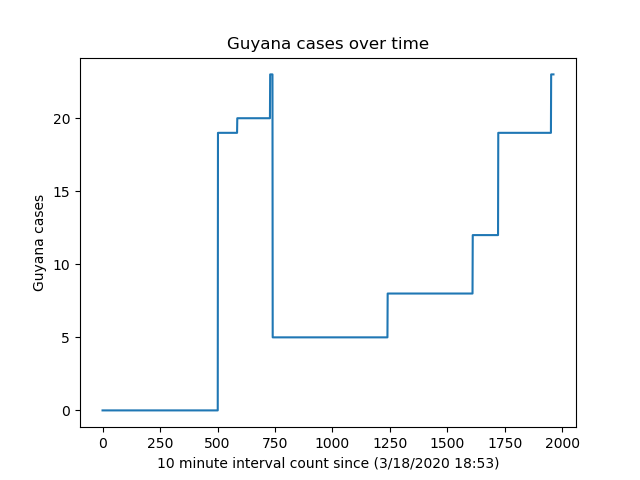 Guyana cases over time
20
15
10
5
0
Guyana cases
0 250 500 750 1000 1250 1500 1750 2000
10 minute interval count since (3/18/2020 18:53)